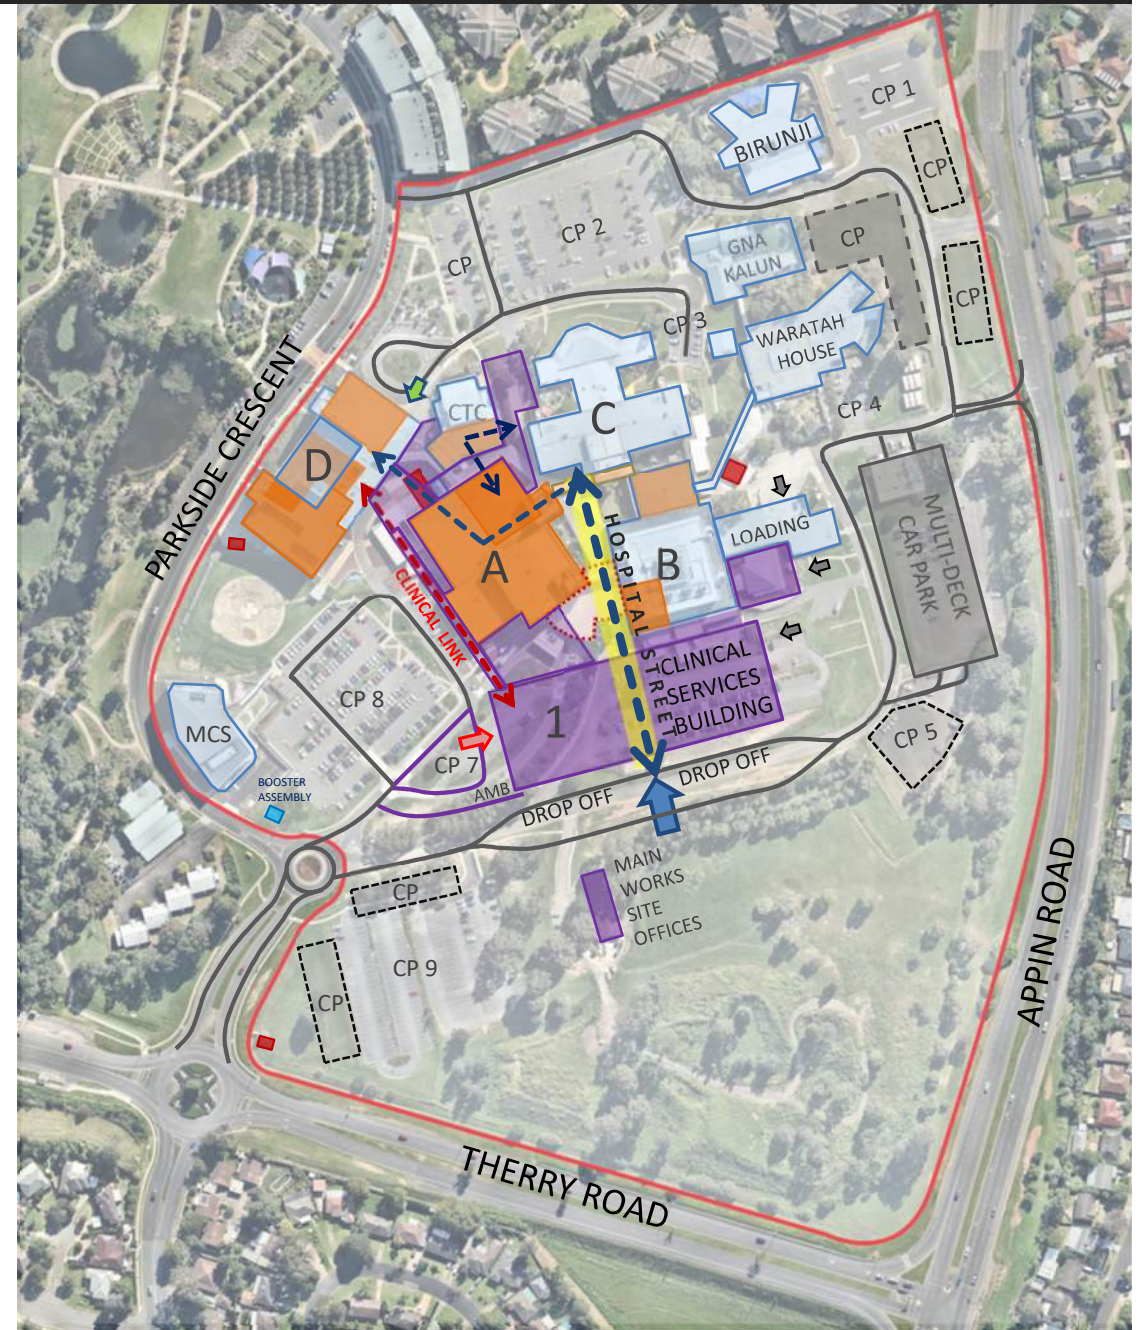 CP 1
BIRUNJI
CP
CP 2
GNA
KALUN
CP
CP
CP
CP 3
WARATAH
HOUSE
PARKSIDE CRESCENT
CTC
C
CP 4
D
HOSPITAL STREET
LOADING
MULTI-DECK
CAR PARK
A
B
CLINICAL LINK
CLINICAL
SERVICES
BUILDING
CP 8
1
MCS
CP 7
CP 5
BOOSTER
ASSEMBLY
AMB
DROP OFF
DROP OFF
MAIN
WORKS
SITE
OFFICES
CP
CP 9
CP
APPIN ROAD
THERRY ROAD